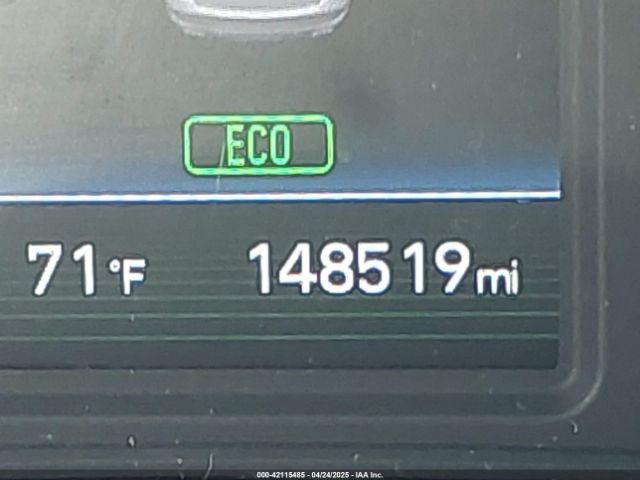 ECO
71°F 148519 mi
000-42115485 - 04/24/2025 - IAA Inc.